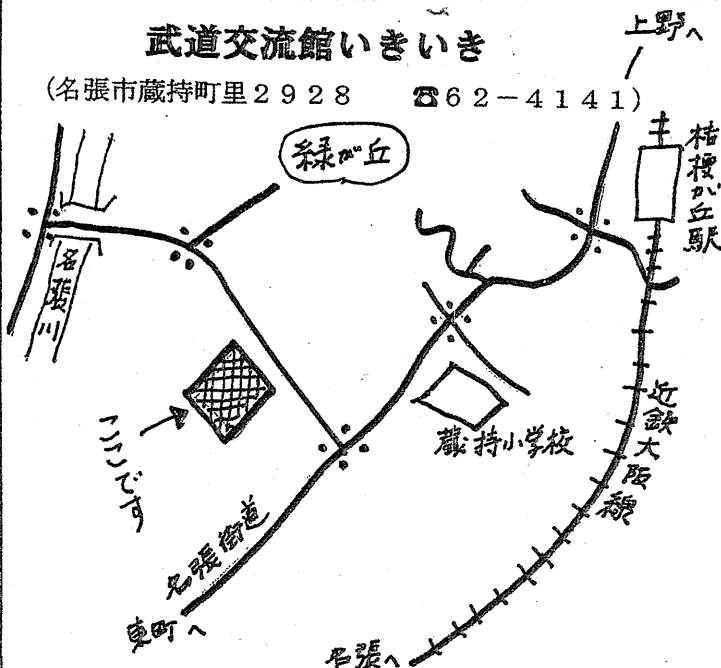 武道交流館いきいき
(名張市蔵持町里2928　☎62-4141)
上野へ
桔梗が丘駅
緑が丘
名張川
ここです
蔵持小学校
近鉄大阪線
名張街道
東町へ
名張へ